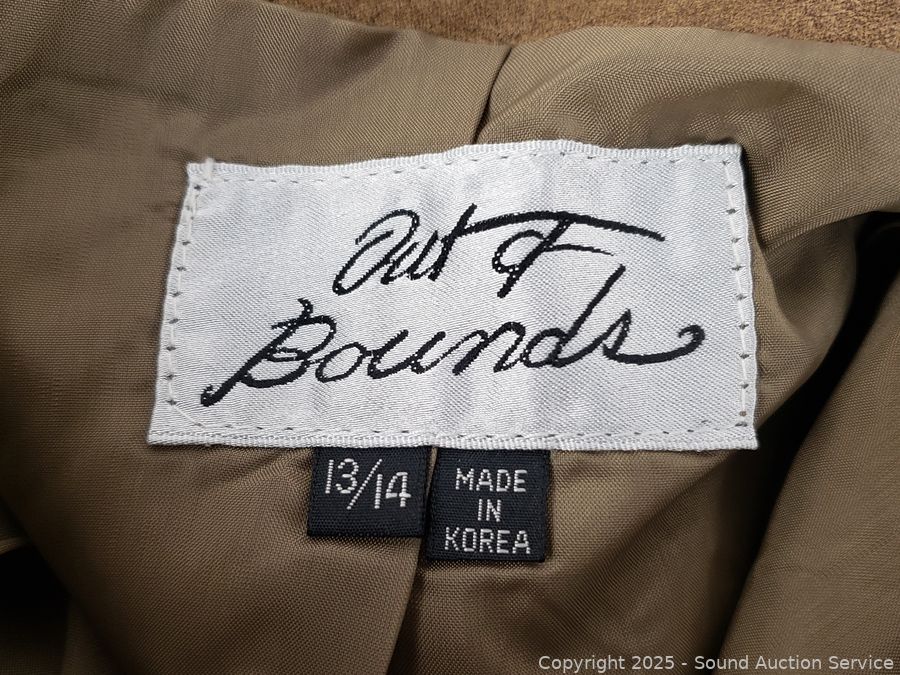 Out Of
Bounds
13/14
MADE
IN
KOREA
Copyright 2025 - Sound Auction Service